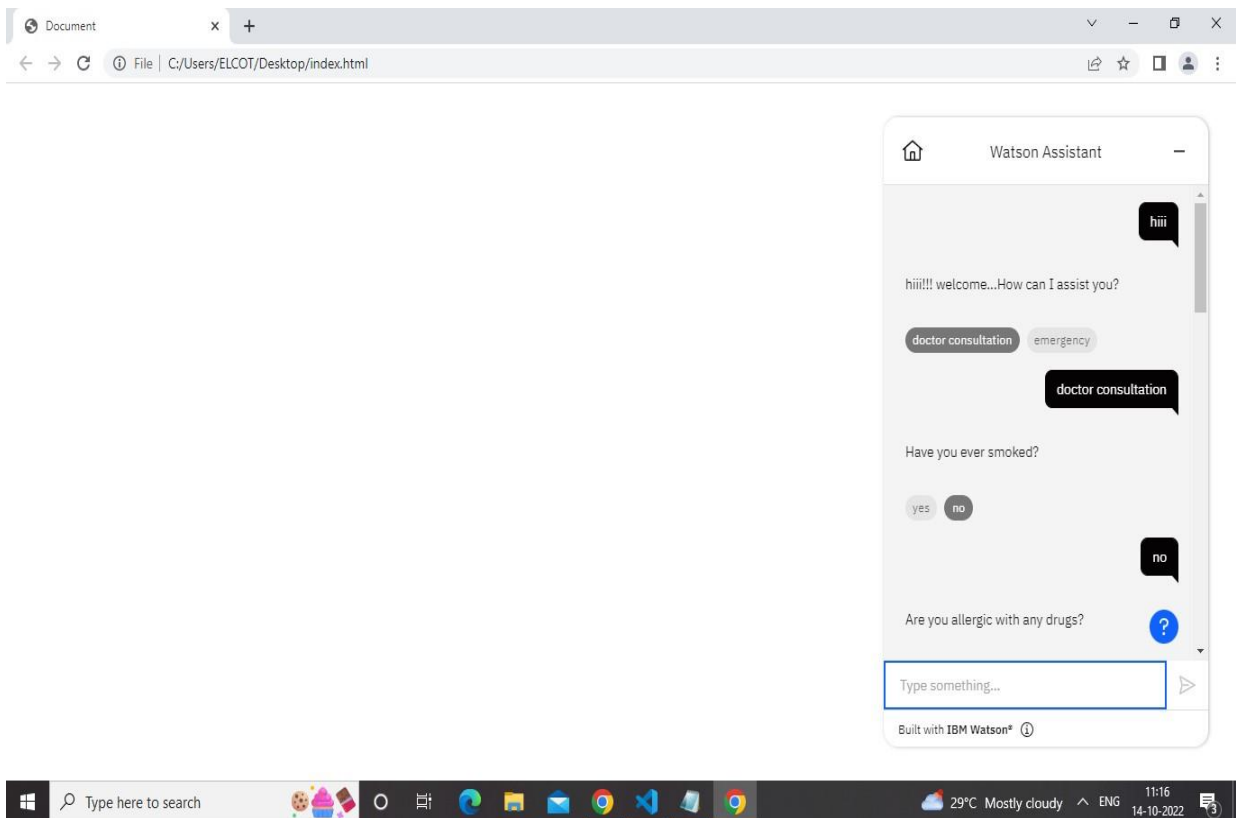 Document
File | C:/Users/ELCOT/Desktop/index.html
Watson Assistant
hiii
hiii!!! welcome...How can I assist you?
doctor consultation emergency
doctor consultation
Have you ever smoked?
yes no
no
Are you allergic with any drugs?
?
Type something...
Built with IBM Watson®
Type here to search
29°C Mostly cloudy ENG
11:16
14-10-2022
3